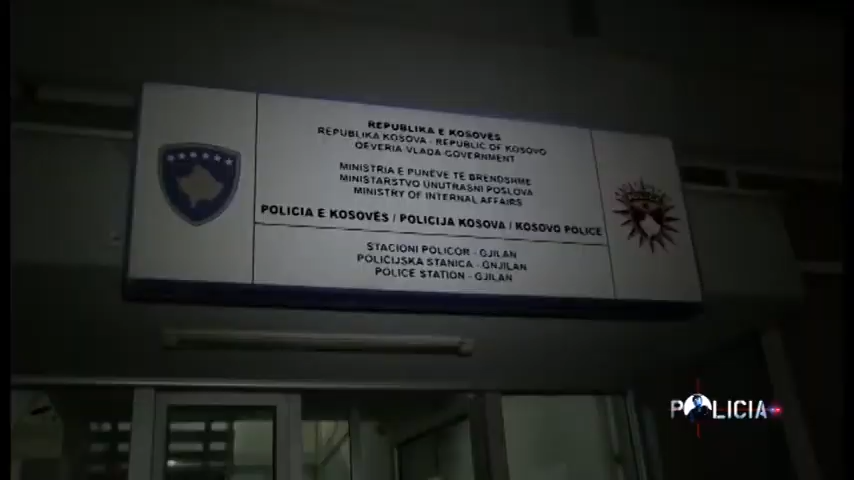 REPUBLIKA E KOSOVËS
REPUBLIKA KOSOVA - REPUBLIC OF KOSOVO
QEVERIA VLADA GOVERNMENT
MINISTRIA E PUNËVE TË BRENDSHME
MINISTARSTVO UNUTRAŠNI POSLOVA
MINISTRY OF INTERNAL AFFAIRS
POLICIA E KOSOVËS / POLICIJA KOSOVA / KOSOVO POLICE
STACIONI POLICOR - GJILAN
POLICIJSKA STANICA - GNJILAN
POLICE STATION - GJILAN
POLICIA